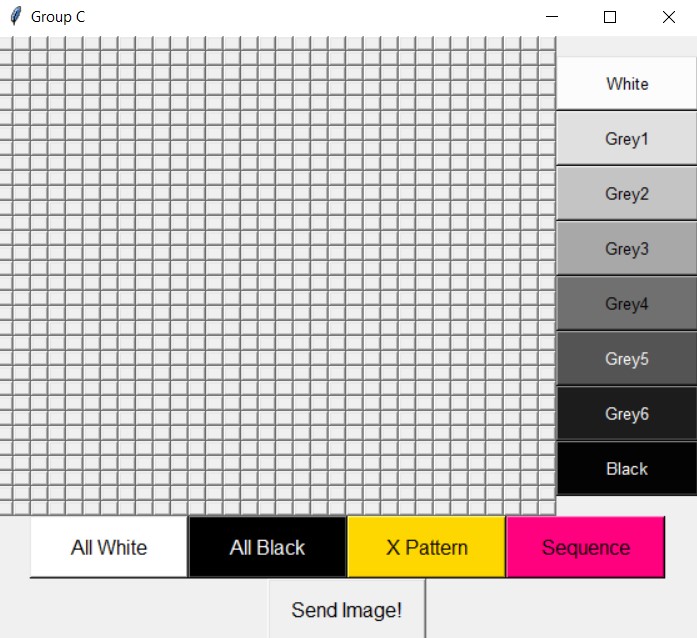 Group C
White
Grey1
Grey2
Grey3
Grey4
Grey5
Grey6
Black
All White
All Black
X Pattern
Sequence
Send Image!